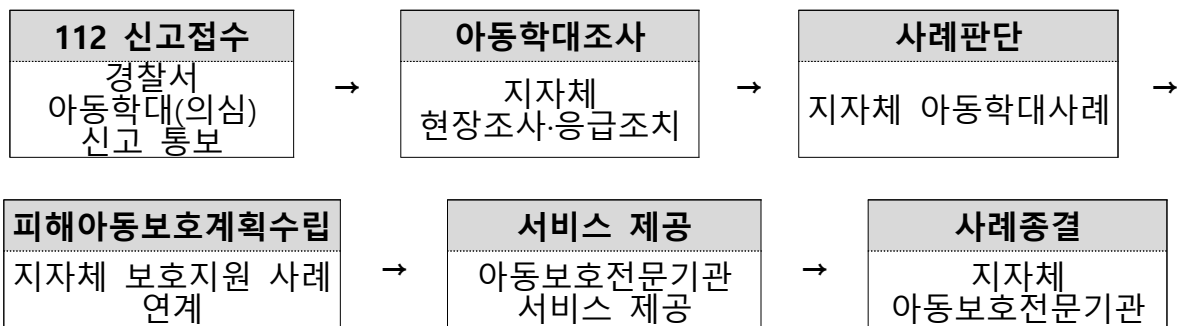 112 신고접수
경찰서
아동학대(의심)
신고 통보
→
아동학대조사
지자체
현장조사·응급조치
→
사례판단
지자체 아동학대사례
→
피해아동보호계획수립
지자체 보호지원 사례
연계
→
서비스 제공
아동보호전문기관
서비스 제공
→
사례종결
지자체
아동보호전문기관